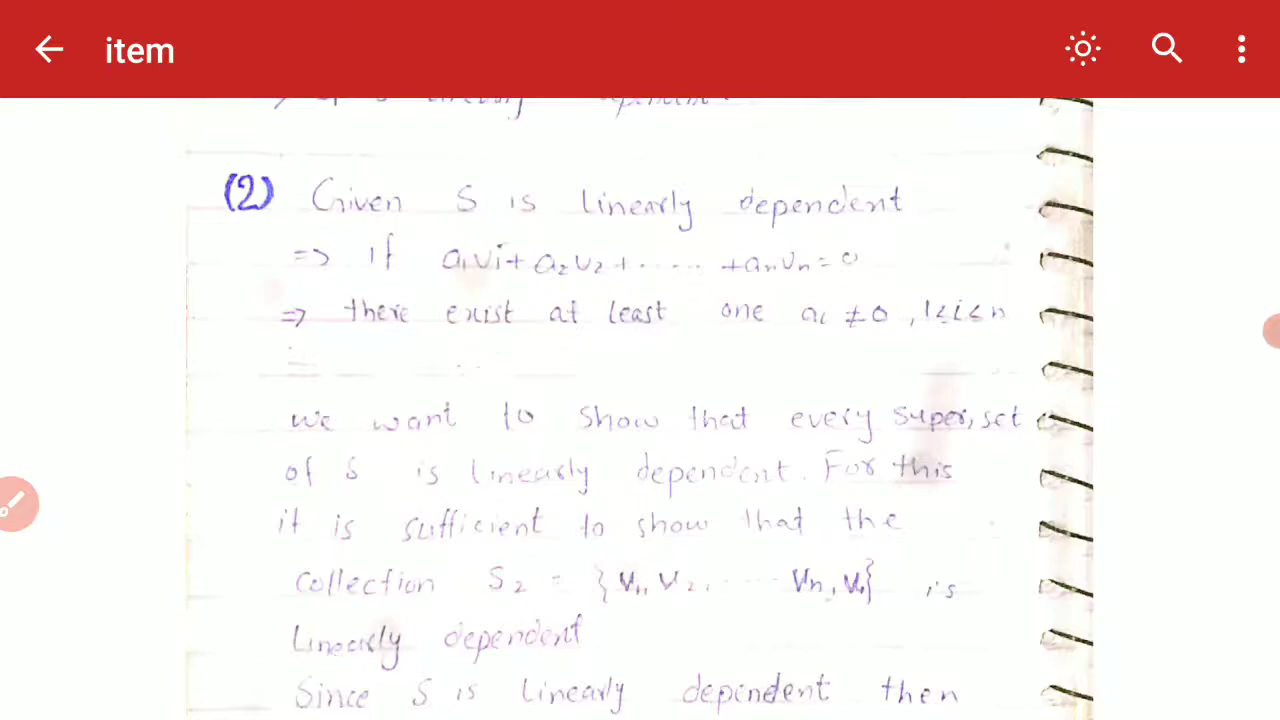 item
(2) Given S is linearly dependent
=> if a₁v₁+ a₂v₂+ ..... +aₙvₙ=0
=> there exist at least one aᵢ ≠0 , 1≤i≤n
we want to show that every super,set
of S is linearly dependent. For this
it is sufficient to show that the
collection S₂ = {v₁, v₂, ..... vₙ, v} is
linearly dependent
Since S is linearly dependent then